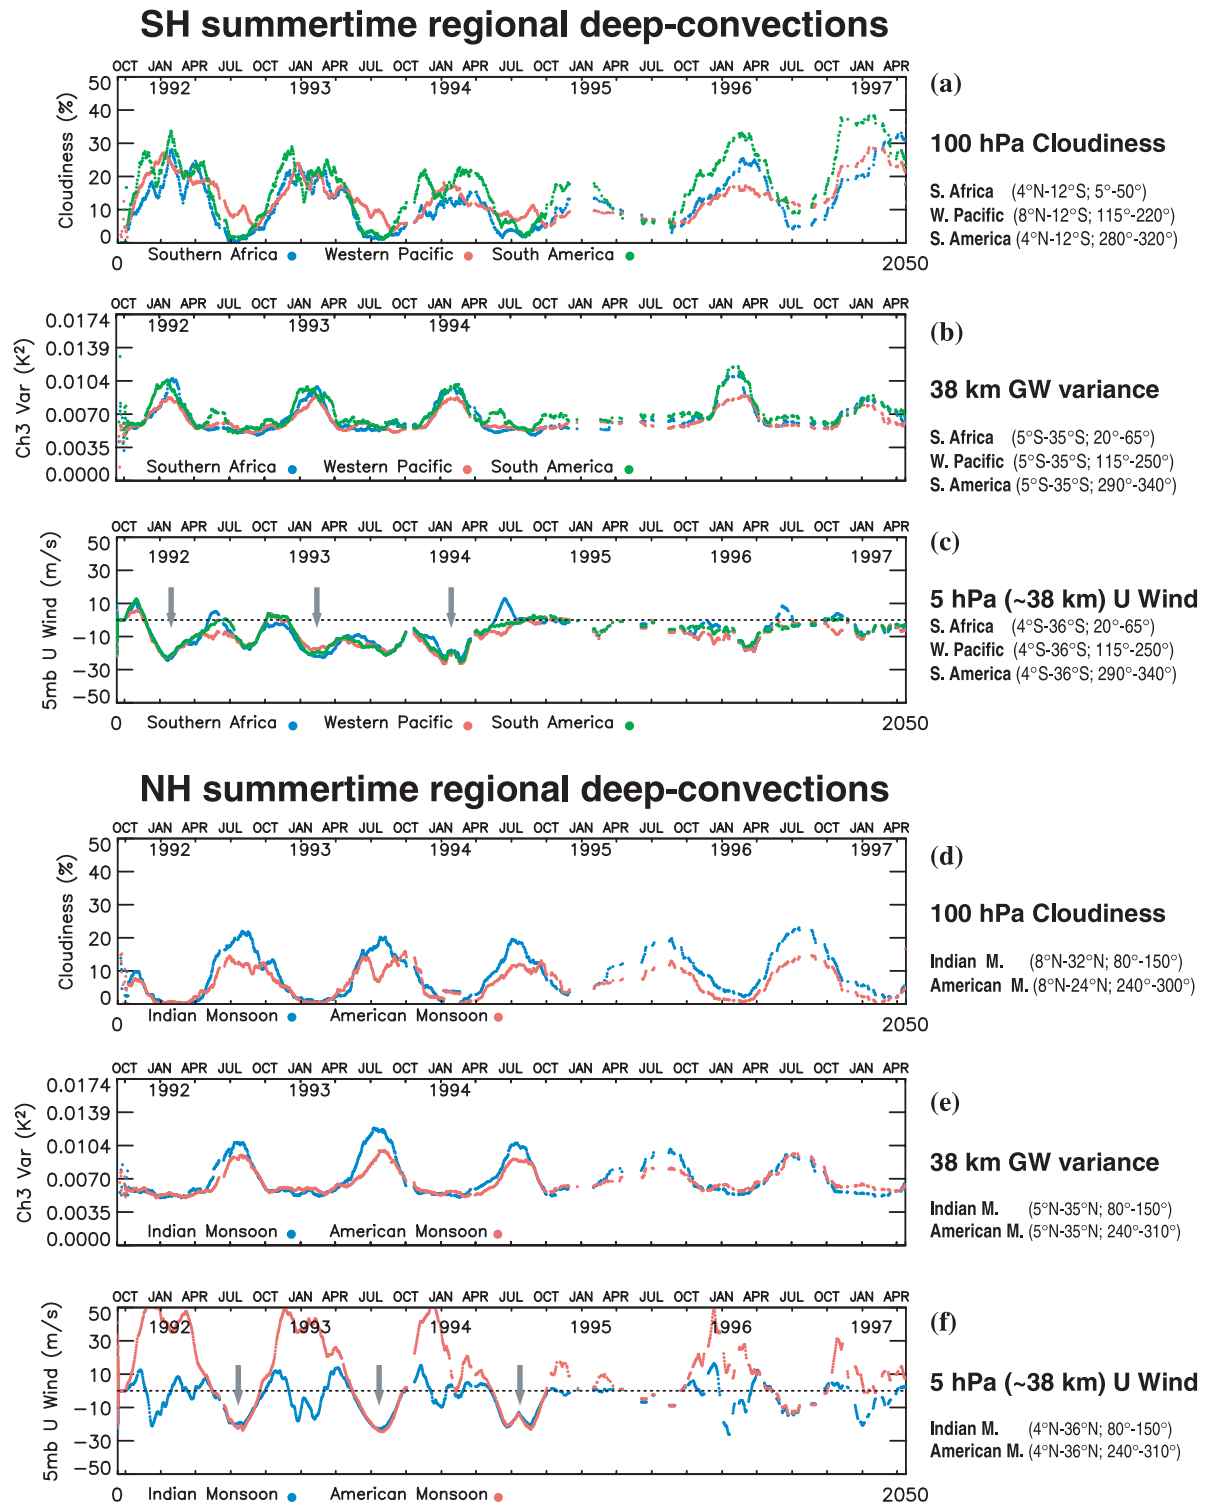 SH summertime regional deep-convections
OCT JAN APR JUL OCT JAN APR JUL OCT JAN APR JUL OCT JAN APR JUL OCT JAN APR JUL OCT JAN APR
1992 1993 1994 1995 1996 1997
Cloudiness (%)
50
40
30
20
10
0
Southern Africa Western Pacific South America
0 2050
(a)
100 hPa Cloudiness
S. Africa (4°N-12°S; 5°-50°)
W. Pacific (8°N-12°S; 115°-220°)
S. America (4°N-12°S; 280°-320°)
OCT JAN APR JUL OCT JAN APR JUL OCT JAN APR JUL OCT JAN APR JUL OCT JAN APR JUL OCT JAN APR
1992 1993 1994
Ch3 Var (K²)
0.0174
0.0139
0.0104
0.0070
0.0035
0.0000
Southern Africa Western Pacific South America
(b)
38 km GW variance
S. Africa (5°S-35°S; 20°-65°)
W. Pacific (5°S-35°S; 115°-250°)
S. America (5°S-35°S; 290°-340°)
OCT JAN APR JUL OCT JAN APR JUL OCT JAN APR JUL OCT JAN APR JUL OCT JAN APR JUL OCT JAN APR
1992 1993 1994 1995 1996 1997
5mb U Wind (m/s)
50
30
10
-10
-30
-50
0 2050
Southern Africa Western Pacific South America
(c)
5 hPa (~38 km) U Wind
S. Africa (4°S-36°S; 20°-65°)
W. Pacific (4°S-36°S; 115°-250°)
S. America (4°S-36°S; 290°-340°)
NH summertime regional deep-convections
OCT JAN APR JUL OCT JAN APR JUL OCT JAN APR JUL OCT JAN APR JUL OCT JAN APR JUL OCT JAN APR
1992 1993 1994 1995 1996 1997
Cloudiness (%)
50
40
30
20
10
0
Indian Monsoon American Monsoon
0 2050
(d)
100 hPa Cloudiness
Indian M. (8°N-32°N; 80°-150°)
American M. (8°N-24°N; 240°-300°)
OCT JAN APR JUL OCT JAN APR JUL OCT JAN APR JUL OCT JAN APR JUL OCT JAN APR JUL OCT JAN APR
1992 1993 1994
Ch3 Var (K²)
0.0174
0.0139
0.0104
0.0070
0.0035
0.0000
Indian Monsoon American Monsoon
(e)
38 km GW variance
Indian M. (5°N-35°N; 80°-150°)
American M. (5°N-35°N; 240°-310°)
OCT JAN APR JUL OCT JAN APR JUL OCT JAN APR JUL OCT JAN APR JUL OCT JAN APR JUL OCT JAN APR
1992 1993 1994 1995 1996 1997
5mb U Wind (m/s)
50
30
10
-10
-30
-50
0 Indian Monsoon American Monsoon 2050
(f)
5 hPa (~38 km) U Wind
Indian M. (4°N-36°N; 80°-150°)
American M. (4°N-36°N; 240°-310°)